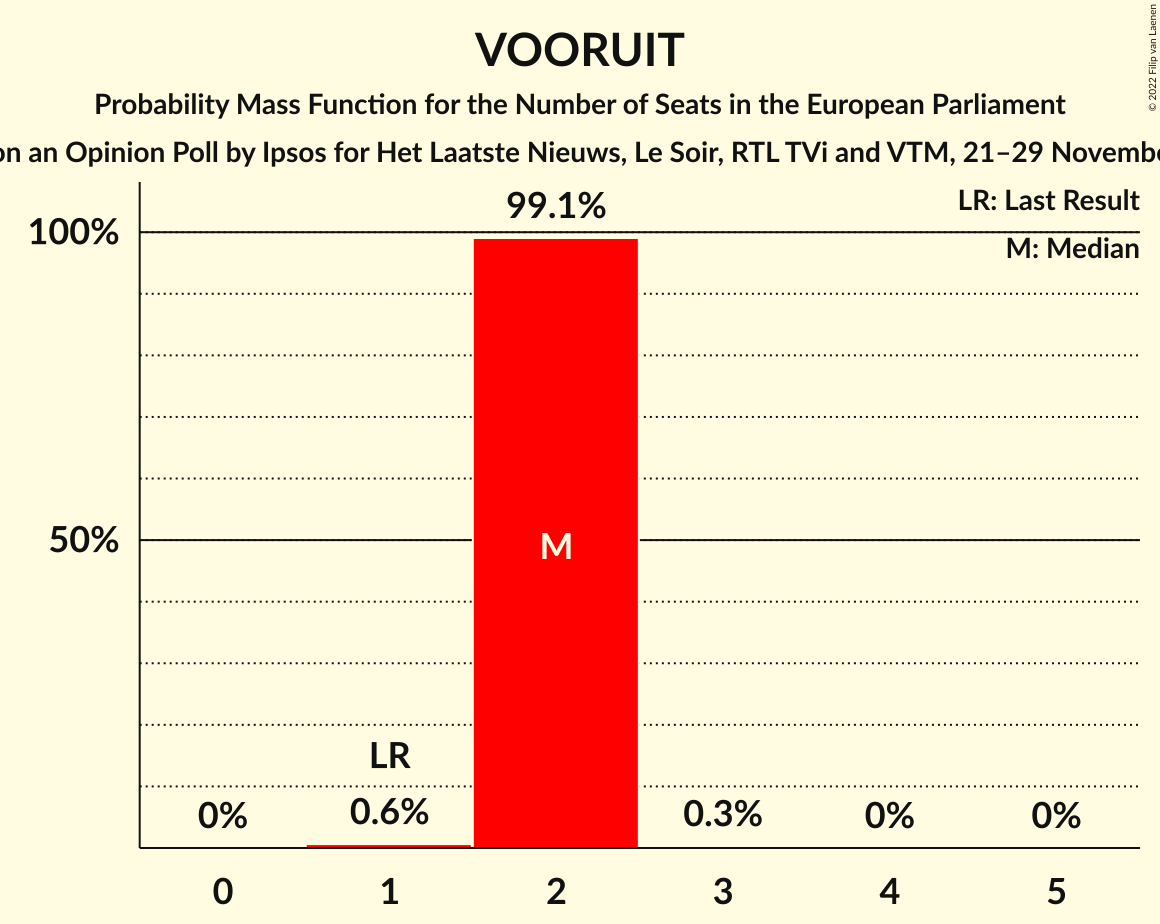 VOORUIT
Probability Mass Function for the Number of Seats in the European Parliament
on an Opinion Poll by Ipsos for Het Laatste Nieuws, Le Soir, RTL TVi and VTM, 21–29 Novembe
© 2022 Filip van Laenen
LR: Last Result
M: Median
99.1%
100%
50%
M
LR
0% 0.6% 0.3% 0% 0%
0 1 2 3 4 5